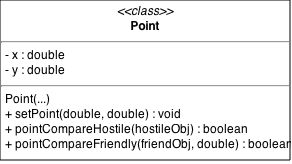 <<class>>
Point
- x : double
- y : double
Point(...)
+ setPoint(double, double) : void
+ pointCompareHostile(hostileObj) : boolean
+ pointCompareFriendly(friendObj, double) : boolean